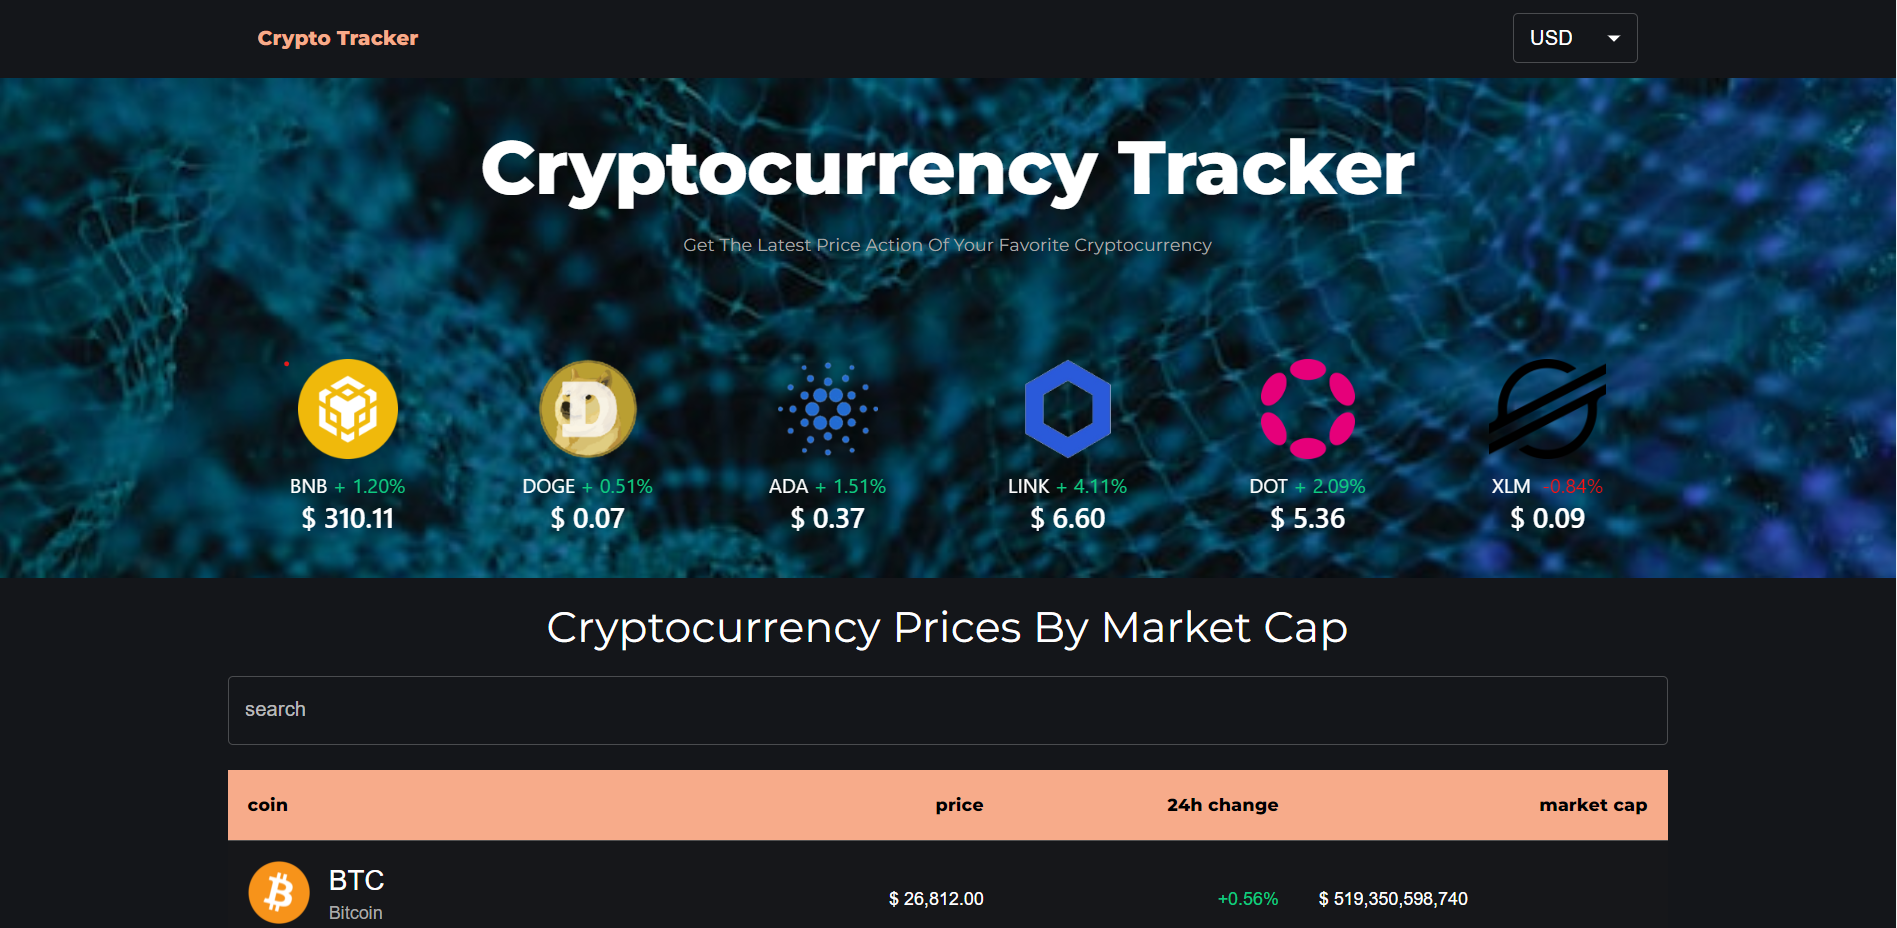 Crypto Tracker
USD
Cryptocurrency Tracker
Get The Latest Price Action Of Your Favorite Cryptocurrency
BNB + 1.20%
$ 310.11
DOGE + 0.51%
$ 0.07
ADA + 1.51%
$ 0.37
LINK + 4.11%
$ 6.60
DOT + 2.09%
$ 5.36
XLM -0.84%
$ 0.09
Cryptocurrency Prices By Market Cap
search
coin price 24h change market cap
BTC
Bitcoin
$ 26,812.00 +0.56% $ 519,350,598,740